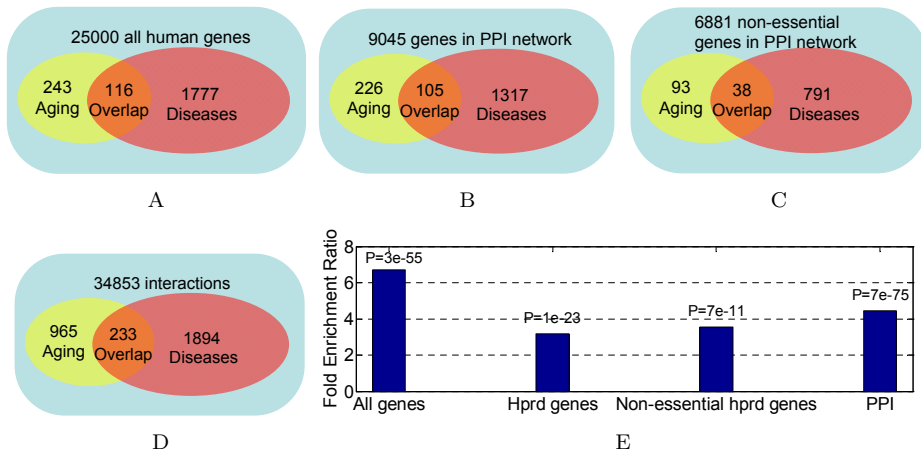 25000 all human genes
243
Aging
116
Overlap
1777
Diseases
A
9045 genes in PPI network
226
Aging
105
Overlap
1317
Diseases
B
6881 non-essential
genes in PPI network
93
Aging
38
Overlap
791
Diseases
C
34853 interactions
965
Aging
233
Overlap
1894
Diseases
D
Fold Enrichment Ratio
8
6
4
2
0
P=3e-55
P=1e-23
P=7e-11
P=7e-75
All genes
Hprd genes
Non-essential hprd genes
PPI
E